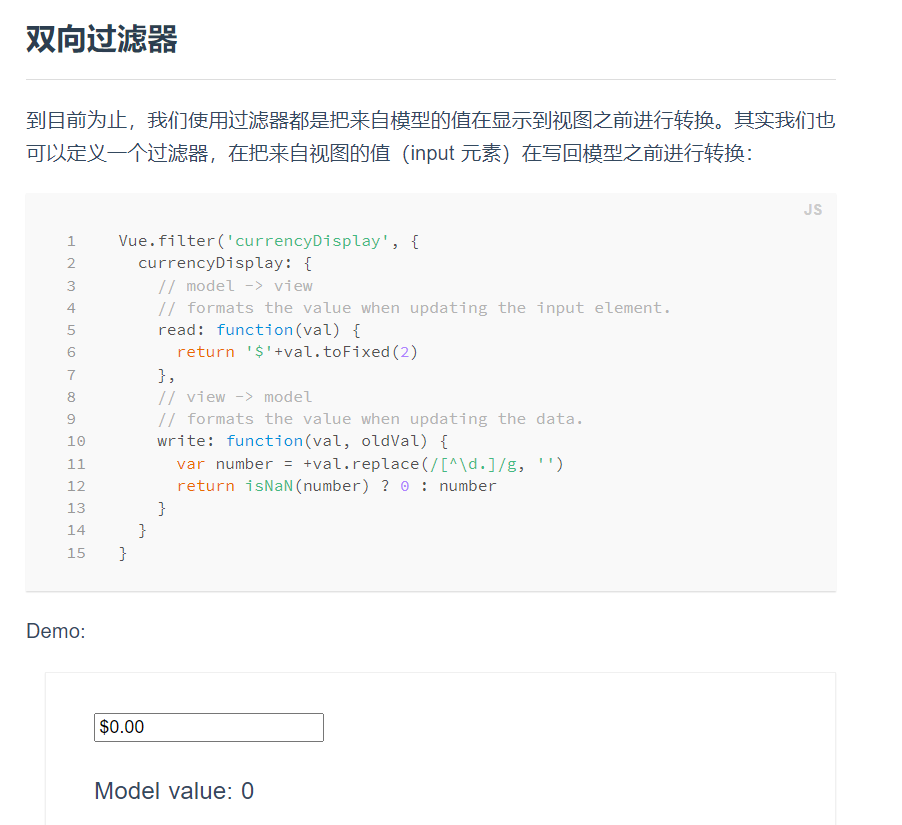 双向过滤器
到目前为止，我们使用过滤器都是把来自模型的值在显示到视图之前进行转换。其实我们也
可以定义一个过滤器，在把来自视图的值（input 元素）在写回模型之前进行转换：
JS
1 Vue.filter('currencyDisplay', {
2   currencyDisplay: {
3     // model -> view
4     // formats the value when updating the input element.
5     read: function(val) {
6       return '$'+val.toFixed(2)
7     },
8     // view -> model
9     // formats the value when updating the data.
10     write: function(val, oldVal) {
11       var number = +val.replace(/[^\d.]/g, '')
12       return isNaN(number) ? 0 : number
13     }
14   }
15 }
Demo:
$0.00
Model value: 0